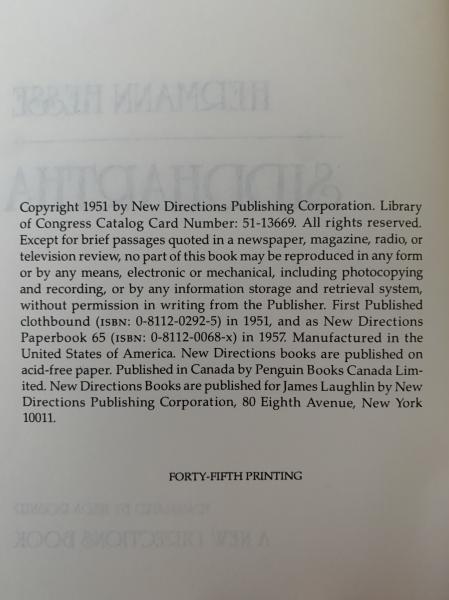 HERMANN HESSE
SIDDHARTHA
Copyright 1951 by New Directions Publishing Corporation. Library
of Congress Catalog Card Number: 51-13669. All rights reserved.
Except for brief passages quoted in a newspaper, magazine, radio, or
television review, no part of this book may be reproduced in any form
or by any means, electronic or mechanical, including photocopying
and recording, or by any information storage and retrieval system,
without permission in writing from the Publisher. First Published
clothbound (ISBN: 0-8112-0292-5) in 1951, and as New Directions
Paperbook 65 (ISBN: 0-8112-0068-x) in 1957. Manufactured in the
United States of America. New Directions books are published on
acid-free paper. Published in Canada by Penguin Books Canada Lim-
ited. New Directions Books are published for James Laughlin by New
Directions Publishing Corporation, 80 Eighth Avenue, New York
10011.
FORTY-FIFTH PRINTING
A NEW DIRECTIONS BOOK